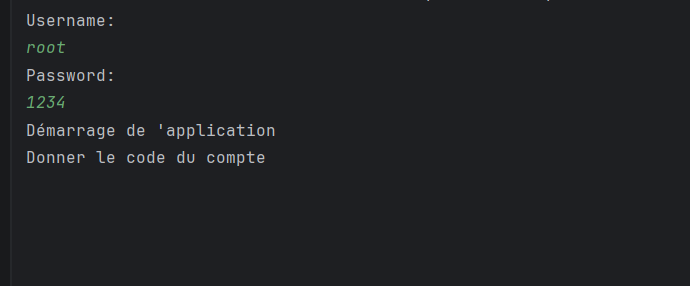 Username:
root
Password:
1234
Démarrage de 'application
Donner le code du compte